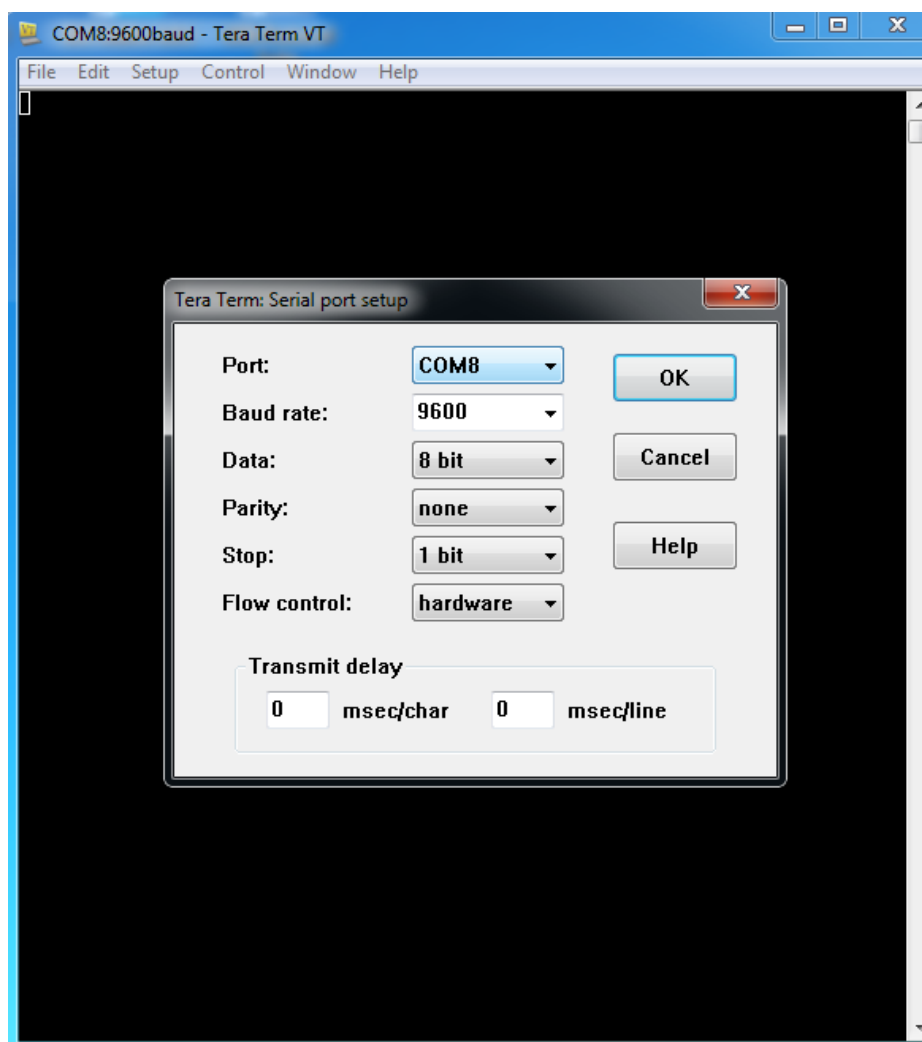 COM8:9600baud - Tera Term VT
File Edit Setup Control Window Help
Tera Term: Serial port setup
Port: COM8 OK
Baud rate: 9600
Data: 8 bit Cancel
Parity: none
Stop: 1 bit Help
Flow control: hardware
Transmit delay
0 msec/char 0 msec/line